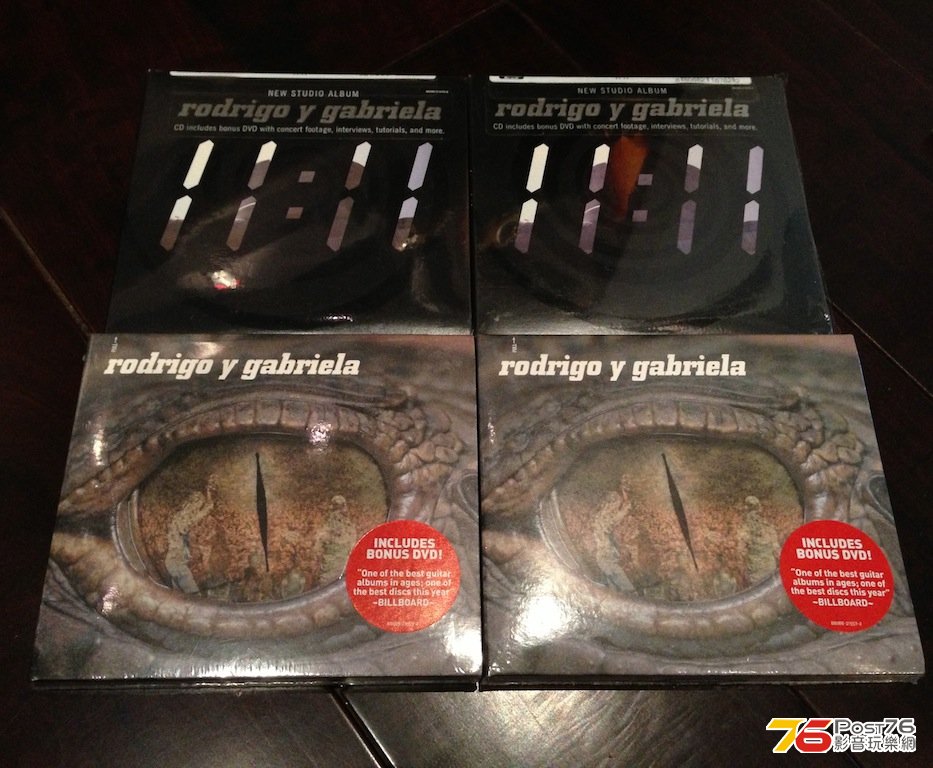 NEW STUDIO ALBUM
rodrigo y gabriela
CD includes bonus DVD with concert footage, interviews, tutorials, and more.
11:11
NEW STUDIO ALBUM
rodrigo y gabriela
CD includes bonus DVD with concert footage, interviews, tutorials, and more.
11:11
rodrigo y gabriela
INCLUDES
BONUS DVD!
"One of the best guitar
albums in ages; one of
the best discs this year"
~BILLBOARD~
rodrigo y gabriela
INCLUDES
BONUS DVD!
"One of the best guitar
albums in ages; one of
the best discs this year"
~BILLBOARD~
76 Post76
影音玩樂網